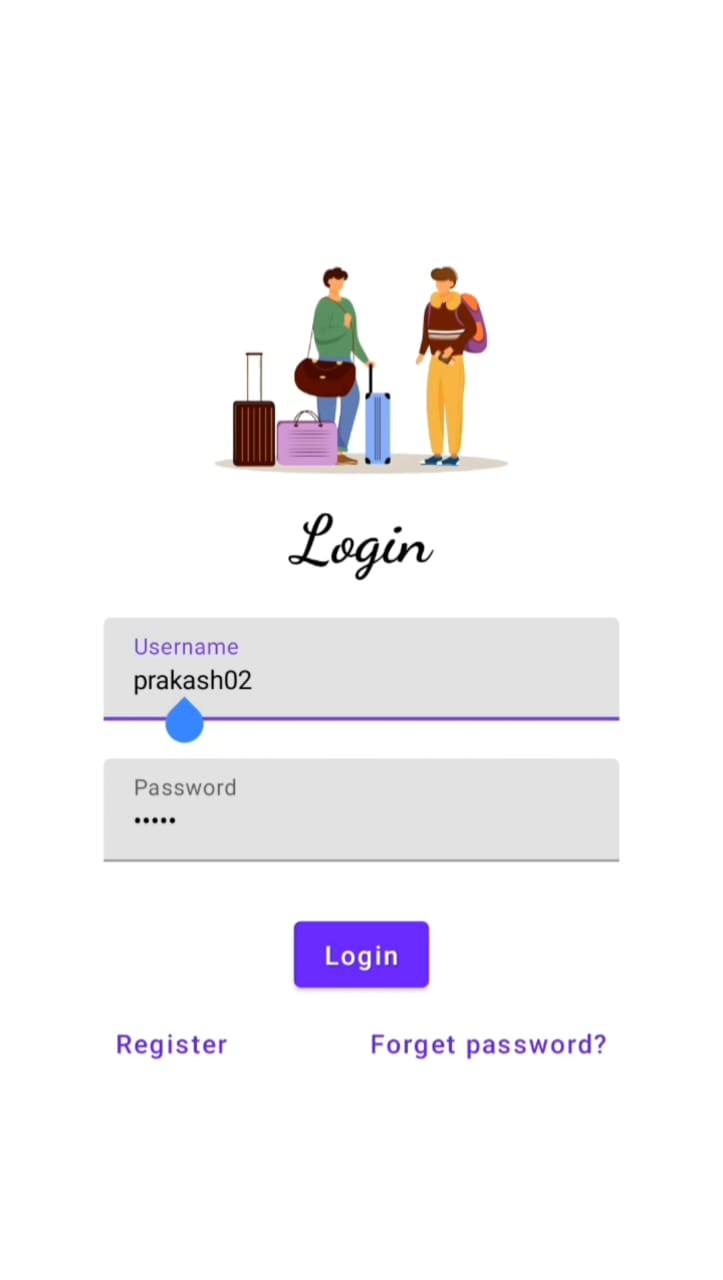 Login
Username
prakash02
Password
•••••
Login
Register
Forget password?